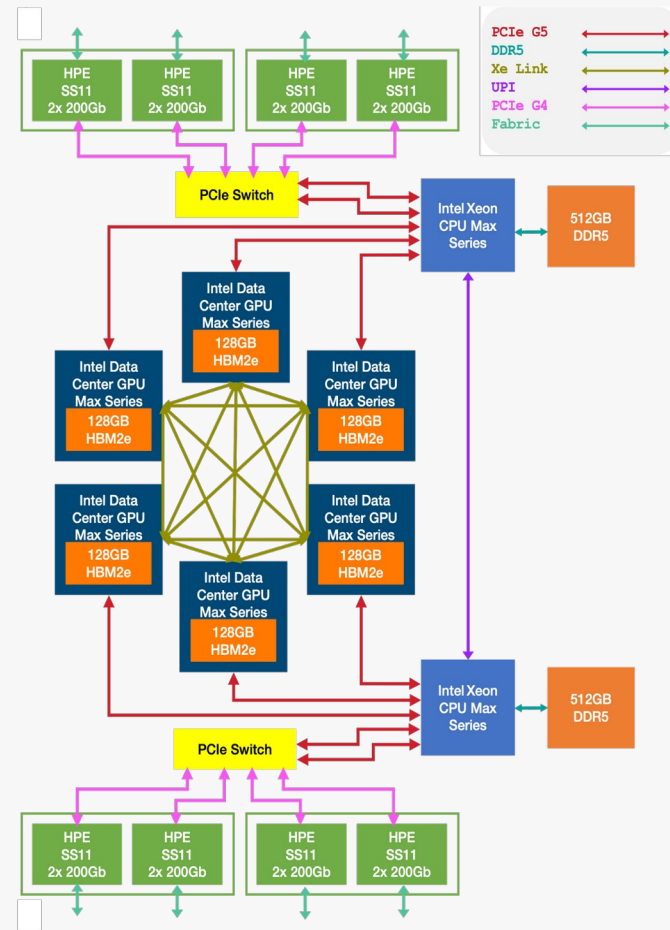 PCIe G5
DDR5
Xe Link
UPI
PCIe G4
Fabric
HPE
SS11
2x 200Gb
HPE
SS11
2x 200Gb
HPE
SS11
2x 200Gb
HPE
SS11
2x 200Gb
PCIe Switch
Intel Xeon
CPU Max
Series
512GB
DDR5
Intel Data
Center GPU
Max Series
128GB
HBM2e
Intel Data
Center GPU
Max Series
128GB
HBM2e
Intel Data
Center GPU
Max Series
128GB
HBM2e
Intel Data
Center GPU
Max Series
128GB
HBM2e
Intel Data
Center GPU
Max Series
128GB
HBM2e
Intel Data
Center GPU
Max Series
128GB
HBM2e
Intel Xeon
CPU Max
Series
512GB
DDR5
PCIe Switch
HPE
SS11
2x 200Gb
HPE
SS11
2x 200Gb
HPE
SS11
2x 200Gb
HPE
SS11
2x 200Gb